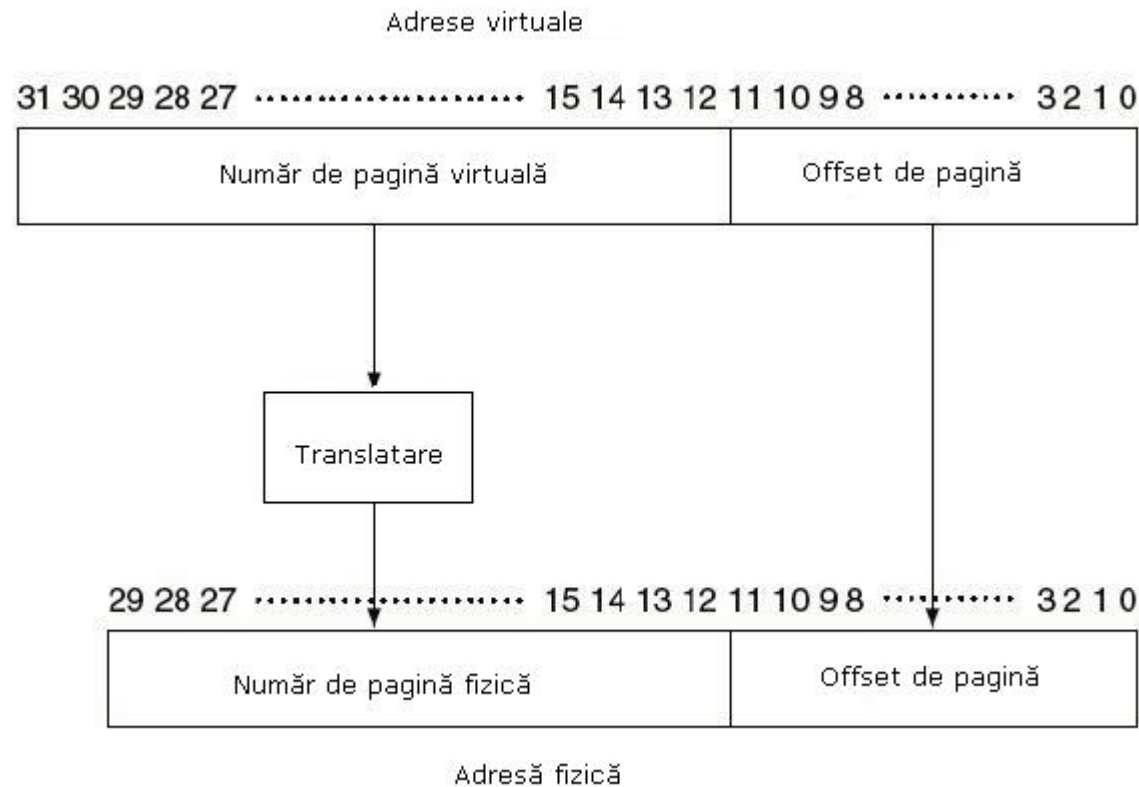 Adrese virtuale
31 30 29 28 27 ................... 15 14 13 12 11 10 9 8 .......... 3 2 1 0
Număr de pagină virtuală Offset de pagină
Translatare
29 28 27 ................... 15 14 13 12 11 10 9 8 .......... 3 2 1 0
Număr de pagină fizică Offset de pagină
Adresă fizică